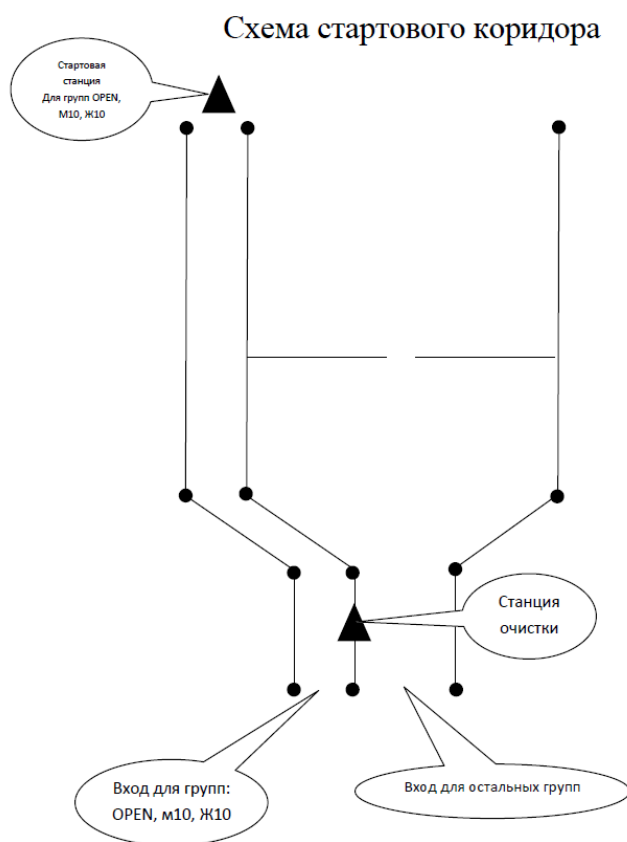 Схема стартового коридора
Стартовая
станция
Для групп OPEN,
М10, Ж10
Станция
очистки
Вход для групп:
OPEN, м10, Ж10
Вход для остальных групп